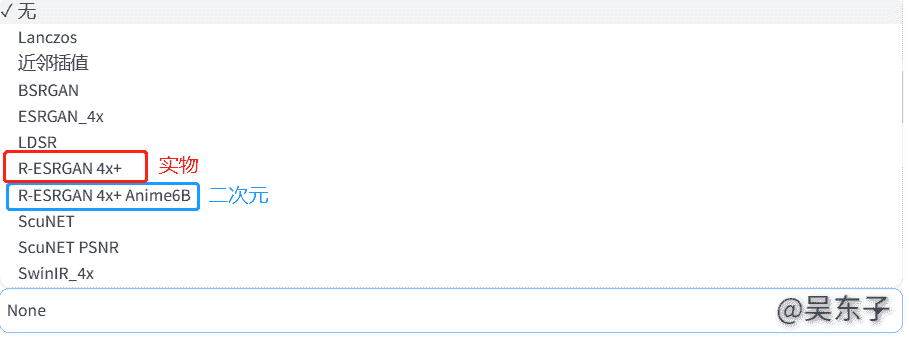 ✓ 无
Lanczos
近邻插值
BSRGAN
ESRGAN_4x
LDSR
R-ESRGAN 4x+ 实物
R-ESRGAN 4x+ Anime6B 二次元
ScuNET
ScuNET PSNR
SwinIR_4x
None @吴东子